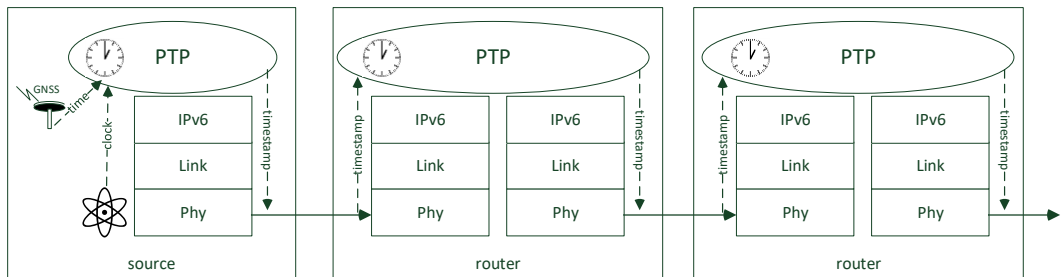 PTP
GNSS
time
clock
timestamp
IPv6
Link
Phy
source
PTP
timestamp
IPv6
IPv6
timestamp
Link
Link
Phy
Phy
router
PTP
timestamp
IPv6
IPv6
timestamp
Link
Link
Phy
Phy
router